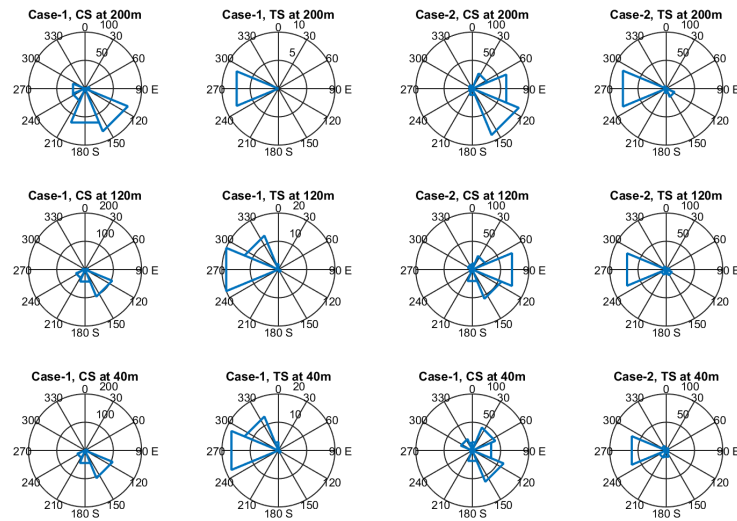 Case-1, CS at 200m
Case-1, TS at 200m
Case-2, CS at 200m
Case-2, TS at 200m
0 100
330 30
300 50 60
270 90 E
240 120
210 150
180 S
0 10
330 30
300 5 60
270 90 E
240 120
210 150
180 S
0 100
330 30
300 50 60
270 90 E
240 120
210 150
180 S
0 100
330 30
300 50 60
270 90 E
240 120
210 150
180 S
Case-1, CS at 120m
Case-1, TS at 120m
Case-2, CS at 120m
Case-2, TS at 120m
0 200
330 30
300 100 60
270 90 E
240 120
210 150
180 S
0 20
330 30
300 10 60
270 90 E
240 120
210 150
180 S
0 100
330 30
300 50 60
270 90 E
240 120
210 150
180 S
0 100
330 30
300 50 60
270 90 E
240 120
210 150
180 S
Case-1, CS at 40m
Case-1, TS at 40m
Case-1, CS at 40m
Case-2, TS at 40m
0 200
330 30
300 100 60
270 90 E
240 120
210 150
180 S
0 20
330 30
300 10 60
270 90 E
240 120
210 150
180 S
0 100
330 30
300 50 60
270 90 E
240 120
210 150
180 S
0 100
330 30
300 50 60
270 90 E
240 120
210 150
180 S